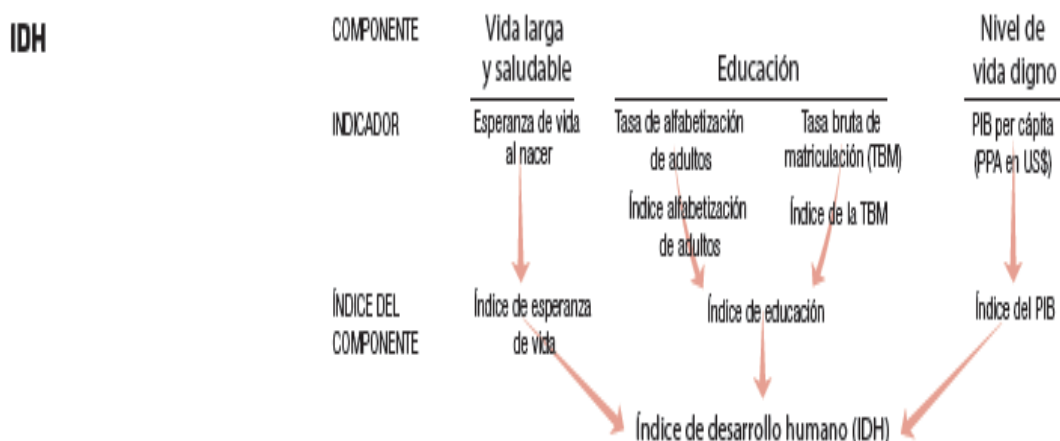 IDH
COMPONENTE
Vida larga
y saludable
Educación
Nivel de
vida digno
INDICADOR
Esperanza de vida
al nacer
Tasa de alfabetización
de adultos
Tasa bruta de
matriculación (TBM)
PIB per cápita
(PPA en US$)
Índice alfabetización
de adultos
Índice de la TBM
ÍNDICE DEL
COMPONENTE
Índice de esperanza
de vida
Índice de educación
Índice del PIB
Índice de desarrollo humano (IDH)